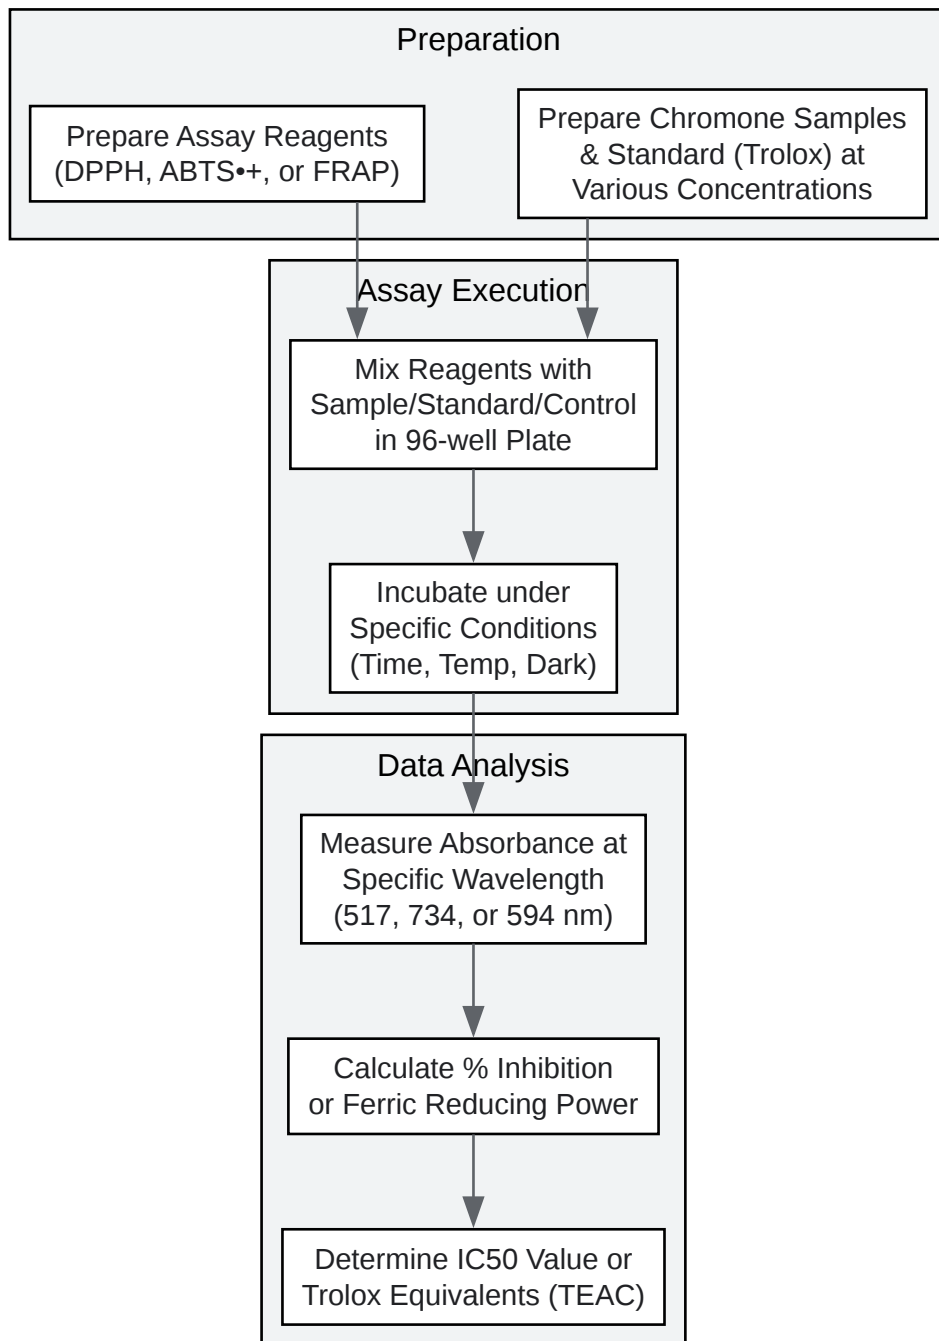 Preparation
Prepare Assay Reagents
(DPPH, ABTS•+, or FRAP)
Prepare Chromone Samples
& Standard (Trolox) at
Various Concentrations
Assay Execution
Mix Reagents with
Sample/Standard/Control
in 96-well Plate
Incubate under
Specific Conditions
(Time, Temp, Dark)
Data Analysis
Measure Absorbance at
Specific Wavelength
(517, 734, or 594 nm)
Calculate % Inhibition
or Ferric Reducing Power
Determine IC50 Value or
Trolox Equivalents (TEAC)